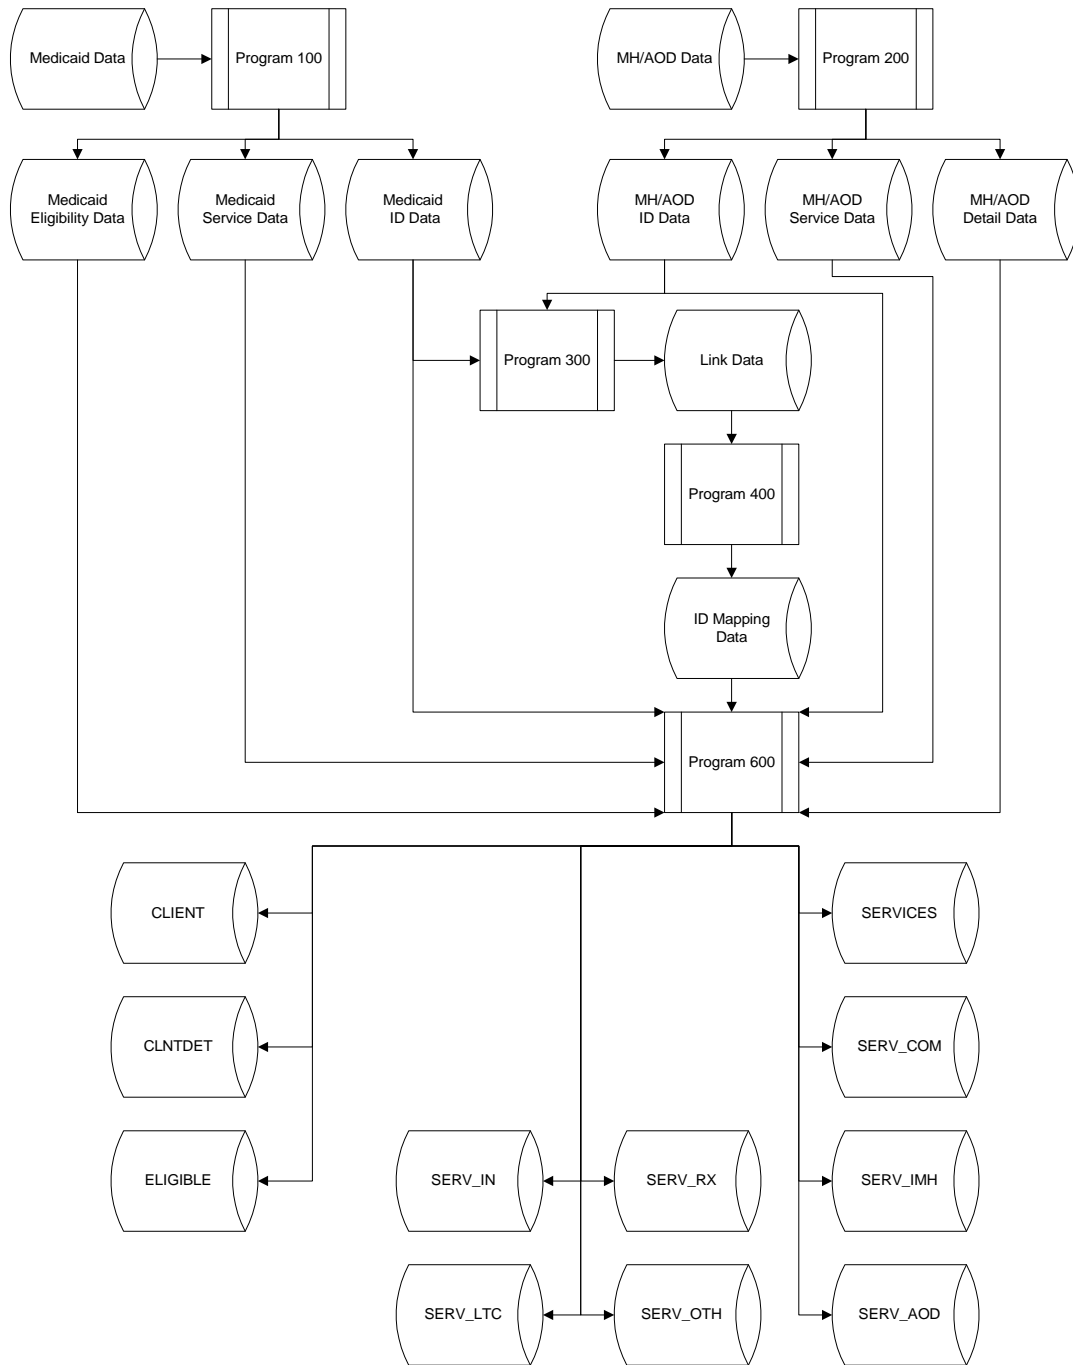 Medicaid Data
Program 100
MH/AOD Data
Program 200
Medicaid
Eligibility Data
Medicaid
Service Data
Medicaid
ID Data
MH/AOD
ID Data
MH/AOD
Service Data
MH/AOD
Detail Data
Program 300
Link Data
Program 400
ID Mapping
Data
Program 600
CLIENT
SERVICES
CLNTDET
SERV_COM
ELIGIBLE
SERV_IN
SERV_RX
SERV_IMH
SERV_LTC
SERV_OTH
SERV_AOD